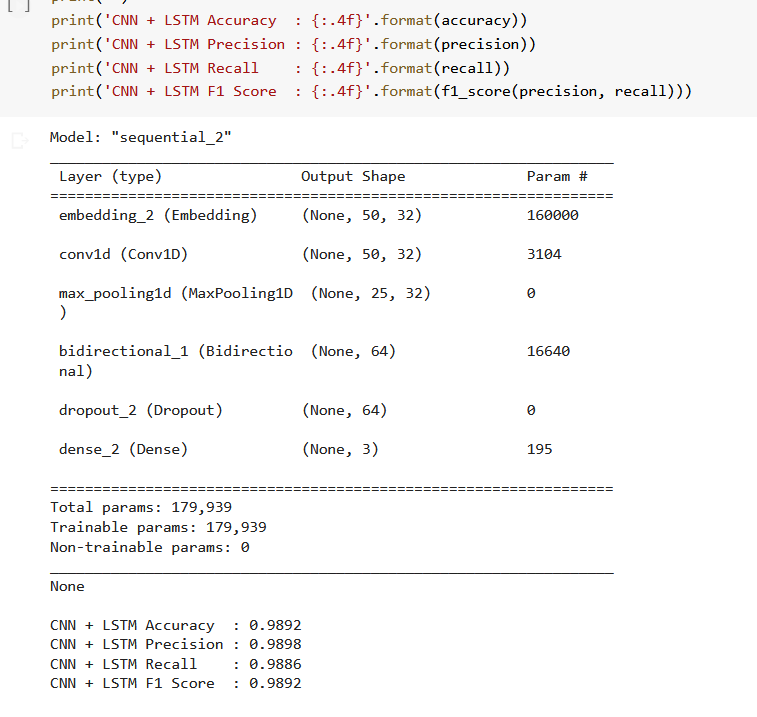 [ ]
print('CNN + LSTM Accuracy  : {:.4f}'.format(accuracy))
print('CNN + LSTM Precision : {:.4f}'.format(precision))
print('CNN + LSTM Recall    : {:.4f}'.format(recall))
print('CNN + LSTM F1 Score  : {:.4f}'.format(f1_score(precision, recall)))
Model: "sequential_2"
_________________________________________________________________
 Layer (type)                Output Shape              Param #
=================================================================
 embedding_2 (Embedding)     (None, 50, 32)            160000
 conv1d (Conv1D)             (None, 50, 32)            3104
 max_pooling1d (MaxPooling1D  (None, 25, 32)           0
 )
 bidirectional_1 (Bidirectio  (None, 64)               16640
 nal)
 dropout_2 (Dropout)         (None, 64)                0
 dense_2 (Dense)             (None, 3)                 195
=================================================================
Total params: 179,939
Trainable params: 179,939
Non-trainable params: 0
_________________________________________________________________
None
CNN + LSTM Accuracy  : 0.9892
CNN + LSTM Precision : 0.9898
CNN + LSTM Recall    : 0.9886
CNN + LSTM F1 Score  : 0.9892